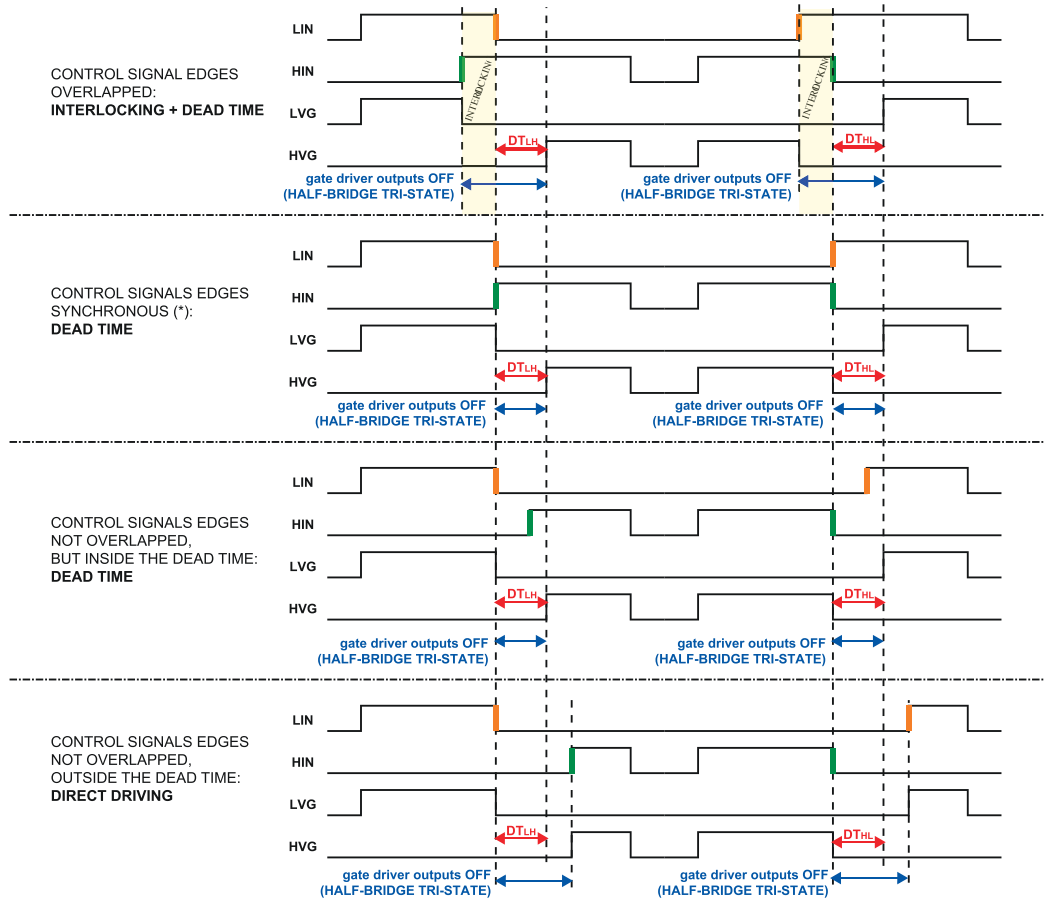 CONTROL SIGNAL EDGES
OVERLAPPED:
INTERLOCKING + DEAD TIME
LIN
HIN
LVG
HVG
INTERLOCKING
INTERLOCKING
DTLH
DTHL
gate driver outputs OFF
(HALF-BRIDGE TRI-STATE)
gate driver outputs OFF
(HALF-BRIDGE TRI-STATE)
CONTROL SIGNALS EDGES
SYNCHRONOUS (*):
DEAD TIME
LIN
HIN
LVG
HVG
DTLH
DTHL
gate driver outputs OFF
(HALF-BRIDGE TRI-STATE)
gate driver outputs OFF
(HALF-BRIDGE TRI-STATE)
CONTROL SIGNALS EDGES
NOT OVERLAPPED,
BUT INSIDE THE DEAD TIME:
DEAD TIME
LIN
HIN
LVG
HVG
DTLH
DTHL
gate driver outputs OFF
(HALF-BRIDGE TRI-STATE)
gate driver outputs OFF
(HALF-BRIDGE TRI-STATE)
CONTROL SIGNALS EDGES
NOT OVERLAPPED,
OUTSIDE THE DEAD TIME:
DIRECT DRIVING
LIN
HIN
LVG
HVG
DTLH
DTHL
gate driver outputs OFF
(HALF-BRIDGE TRI-STATE)
gate driver outputs OFF
(HALF-BRIDGE TRI-STATE)